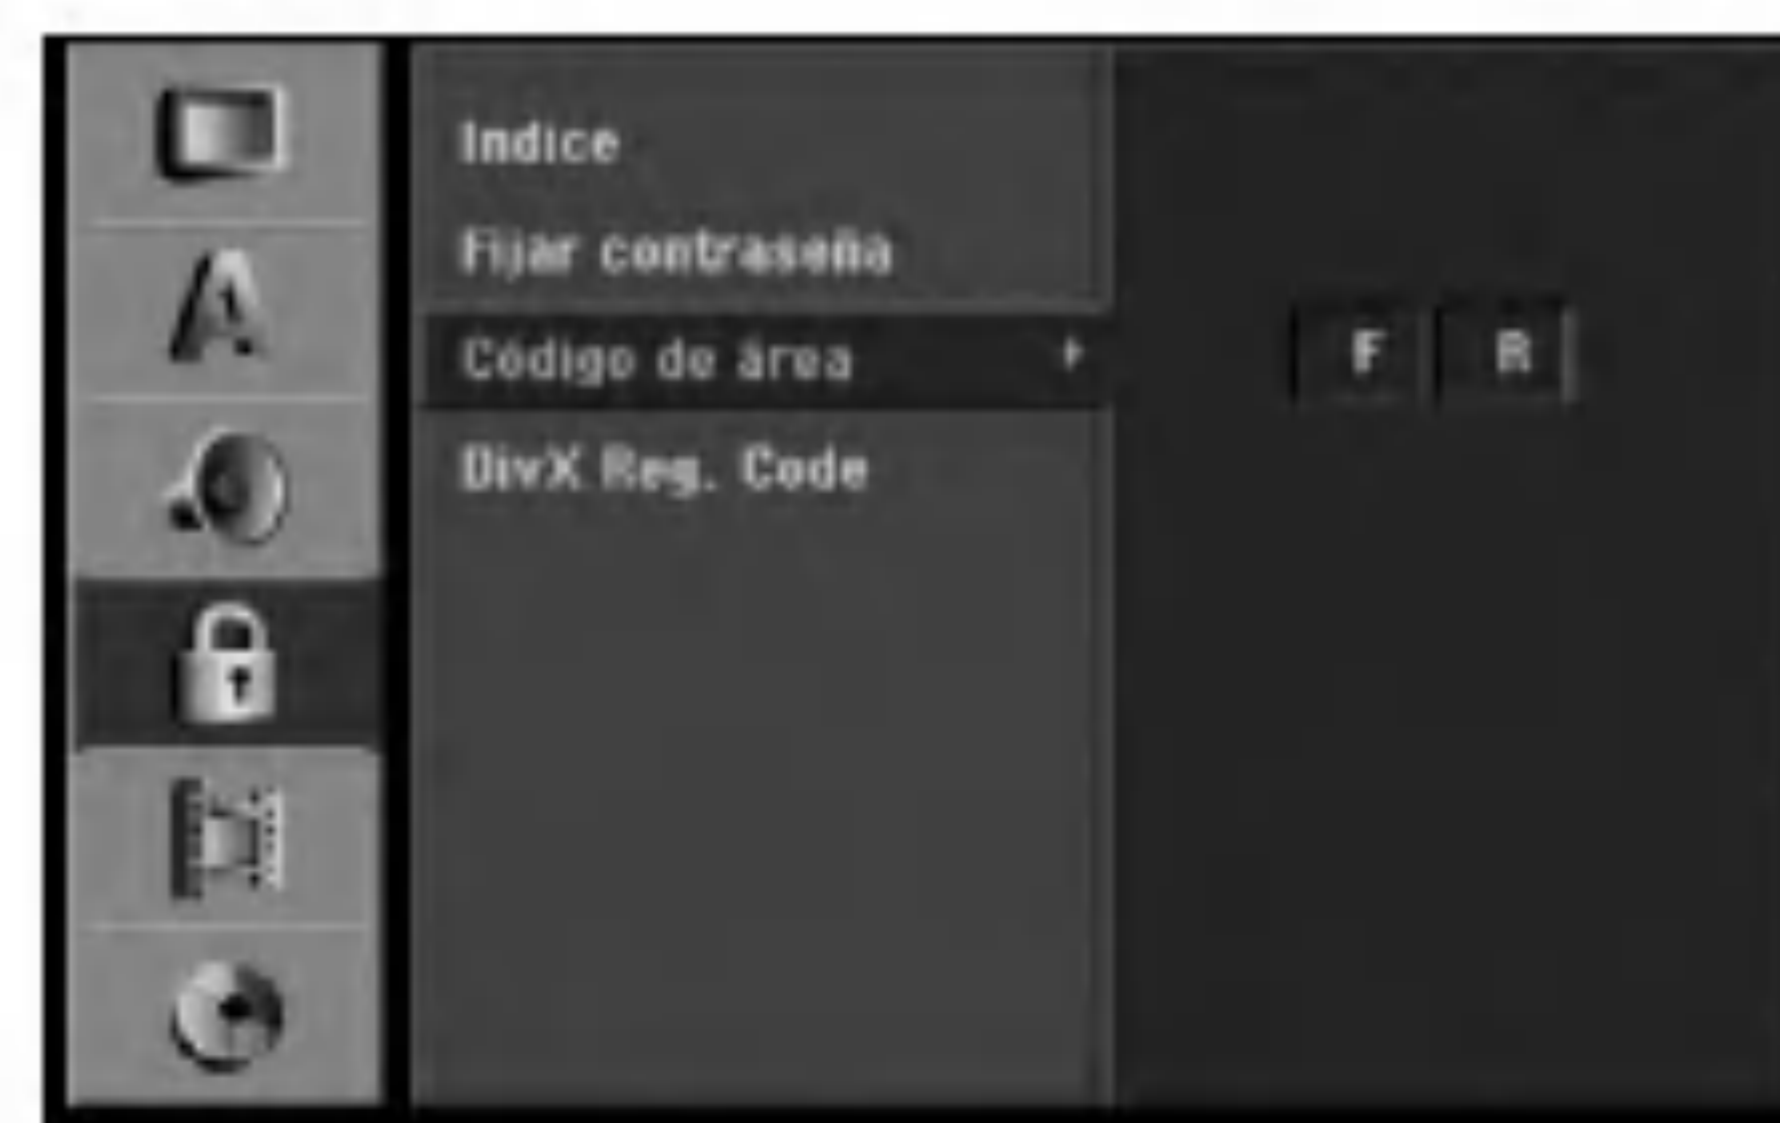 Indice
Fijar contraseña
Código de área
F R
DivX Reg. Code